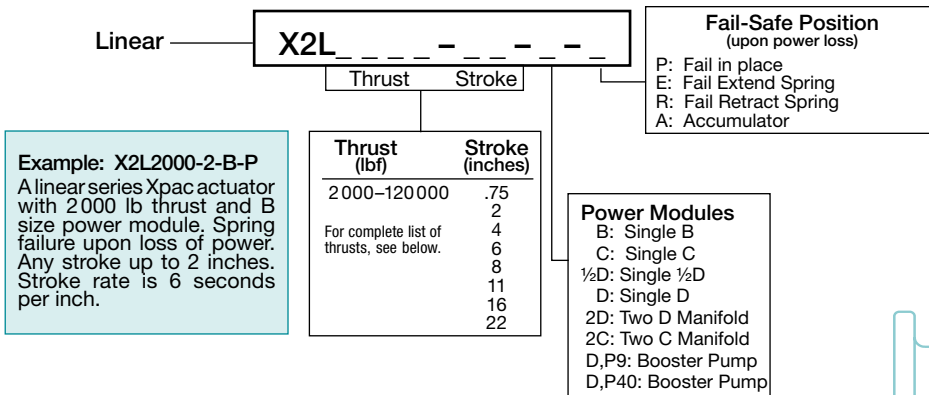 Linear
X2L_ _ _ _ – _ _ – _ – _
Thrust Stroke
Fail-Safe Position
(upon power loss)
P: Fail in place
E: Fail Extend Spring
R: Fail Retract Spring
A: Accumulator
Example: X2L2000-2-B-P
A linear series Xpac actuator
with 2000 lb thrust and B
size power module. Spring
failure upon loss of power.
Any stroke up to 2 inches.
Stroke rate is 6 seconds
per inch.
Thrust
(lbf)
2000–120000
For complete list of
thrusts, see below.
Stroke
(inches)
.75
2
4
6
8
11
16
22
Power Modules
B: Single B
C: Single C
½D: Single ½D
D: Single D
2D: Two D Manifold
2C: Two C Manifold
D,P9: Booster Pump
D,P40: Booster Pump